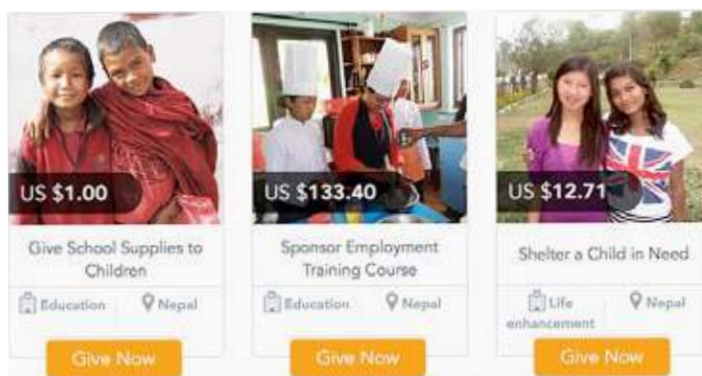 US $1.00
Give School Supplies to
Children
Education
Nepal
Give Now
US $133.40
Sponsor Employment
Training Course
Education
Nepal
Give Now
US $12.71
Shelter a Child in Need
Life
enhancement
Nepal
Give Now